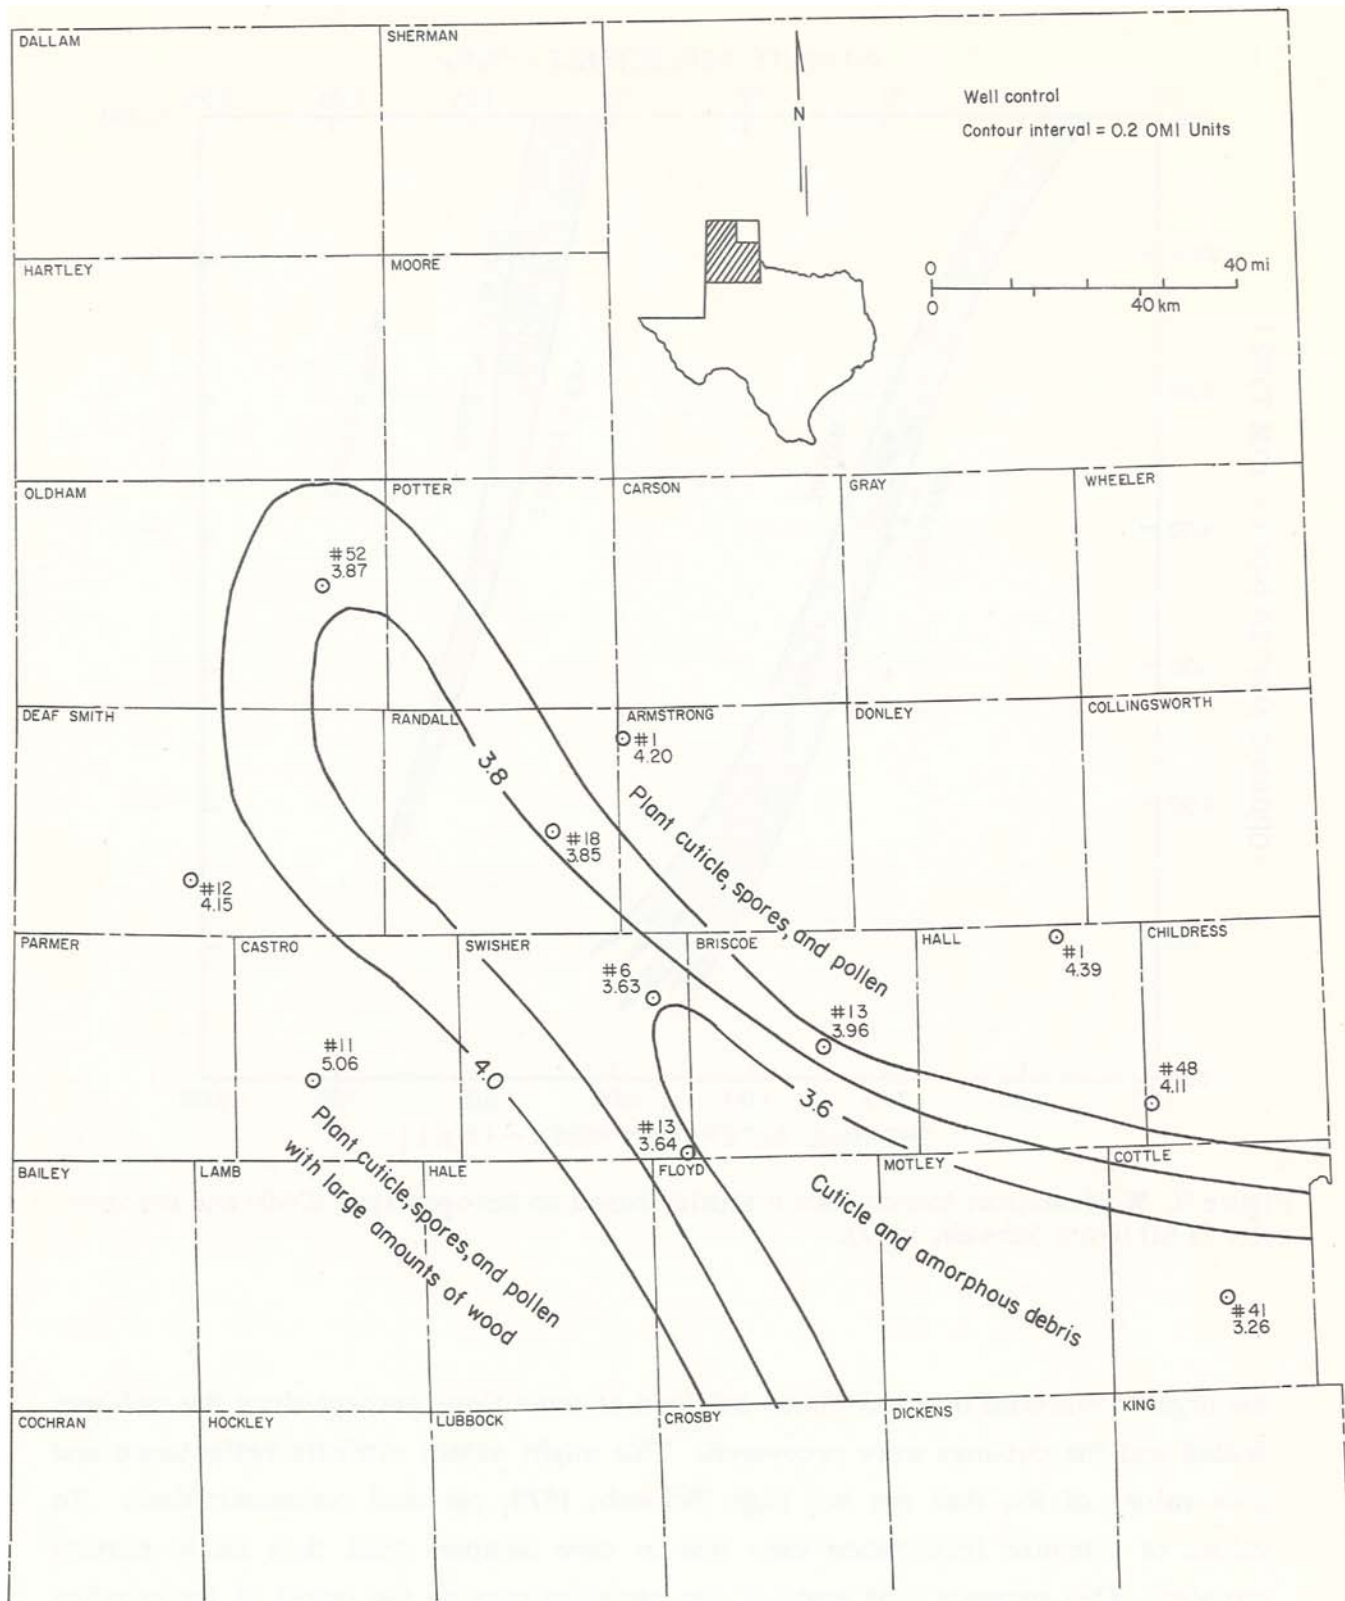 DALLAM
SHERMAN
N
Well control
Contour interval = 0.2 OMI Units
HARTLEY
MOORE
0
40 mi
0
40 km
OLDHAM
POTTER
CARSON
GRAY
WHEELER
#52
3.87
DEAF SMITH
RANDALL
ARMSTRONG
DONLEY
COLLINGSWORTH
#1
4.20
3.8
#18
3.85
Plant cuticle, spores, and pollen
#12
4.15
PARMER
CASTRO
SWISHER
BRISCOE
HALL
CHILDRESS
#6
3.63
#1
4.39
#13
3.96
#11
5.06
4.0
3.6
#48
4.11
#13
3.64
Plant cuticle, spores, and pollen
with large amounts of wood
Cuticle and amorphous debris
BAILEY
LAMB
HALE
FLOYD
MOTLEY
COTTLE
#41
3.26
COCHRAN
HOCKLEY
LUBBOCK
CROSBY
DICKENS
KING